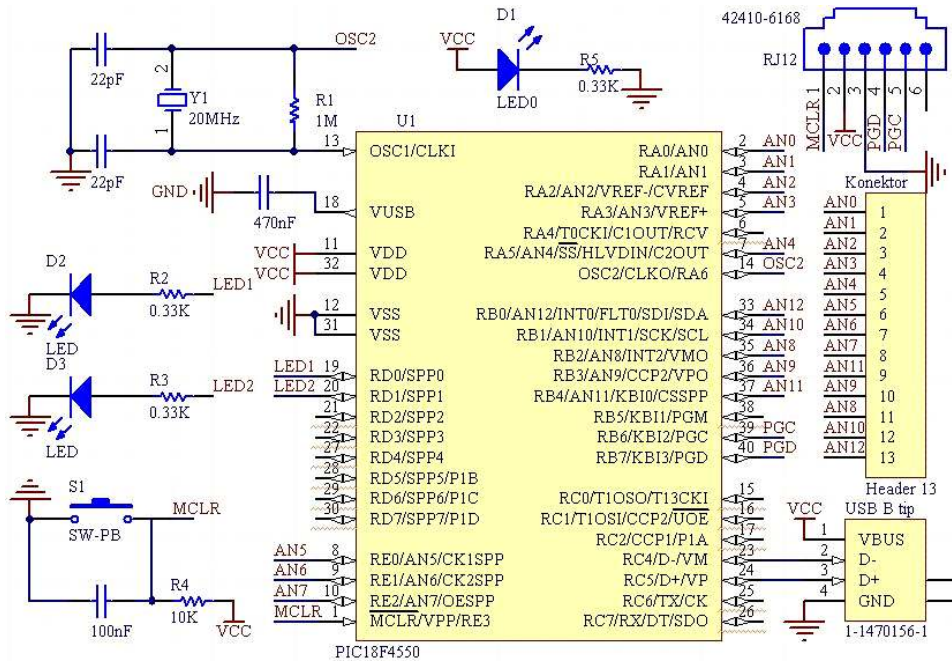 D1
42410-6168
OSC2
VCC
RJ12
22pF
2
Y1
20MHz
1
R1
1M
LED0
R5
0.33K
MCLR 1
2
VCC
3
PGD 4
PGC 5
6
22pF
U1
13 OSC1/CLKI
RA0/AN0 2 AN0
RA1/AN1 3 AN1
RA2/AN2/VREF-/CVREF 4 AN2
RA3/AN3/VREF+ 5 AN3
RA4/T0CKI/C1OUT/RCV 6
RA5/AN4/SS/HLVDIN/C2OUT 7 AN4
OSC2/CLKO/RA6 14 OSC2
GND
470nF
18 VUSB
VCC 11 VDD
VCC 32 VDD
12 VSS
31 VSS
Konektor
AN0 1
AN1 2
AN2 3
AN3 4
AN4 5
AN5 6
AN6 7
AN7 8
AN11 9
AN9 10
AN8 11
AN10 12
AN12 13
Header 13
D2
R2
LED1
0.33K
LED
D3
R3
LED2
0.33K
LED
RB0/AN12/INT0/FLT0/SDI/SDA 33 AN12
RB1/AN10/INT1/SCK/SCL 34 AN10
RB2/AN8/INT2/VMO 35 AN8
RB3/AN9/CCP2/VPO 36 AN9
RB4/AN11/KBI0/CSSPP 37 AN11
RB5/KBI1/PGM 38
RB6/KBI2/PGC 39 PGC
RB7/KBI3/PGD 40 PGD
LED1 19 RD0/SPP0
LED2 20 RD1/SPP1
21 RD2/SPP2
22 RD3/SPP3
27 RD4/SPP4
28 RD5/SPP5/P1B
29 RD6/SPP6/P1C
30 RD7/SPP7/P1D
RC0/T1OSO/T13CKI 15
RC1/T1OSI/CCP2/UOE 16
RC2/CCP1/P1A 17
RC4/D-/VM 23
RC5/D+/VP 24
RC6/TX/CK 25
RC7/RX/DT/SDO 26
S1
MCLR
SW-PB
R4
10K
100nF
VCC
AN5 8 RE0/AN5/CK1SPP
AN6 9 RE1/AN6/CK2SPP
AN7 10 RE2/AN7/OESPP
MCLR 1 MCLR/VPP/RE3
PIC18F4550
USB B tip
VCC
1 VBUS
2 D-
3 D+
4 GND
1-1470156-1